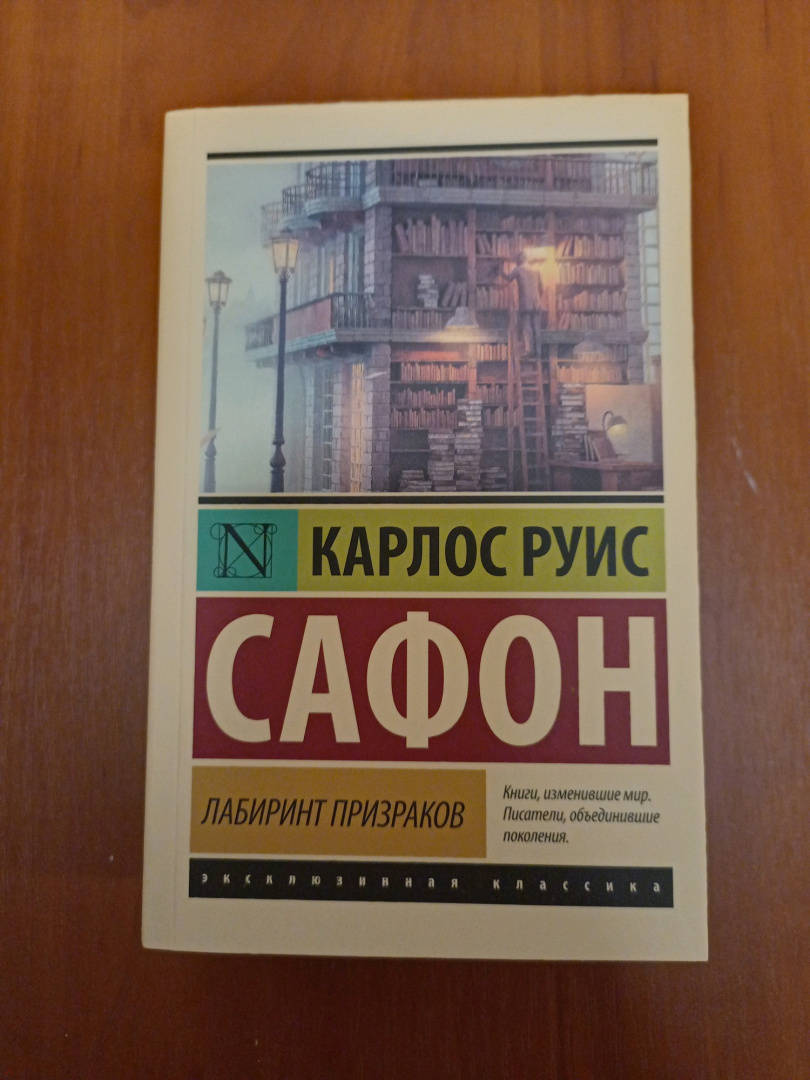 N
КАРЛОС РУИС
САФОН
ЛАБИРИНТ ПРИЗРАКОВ
Книги, изменившие мир.
Писатели, объединившие
поколения.
эксклюзивная классика